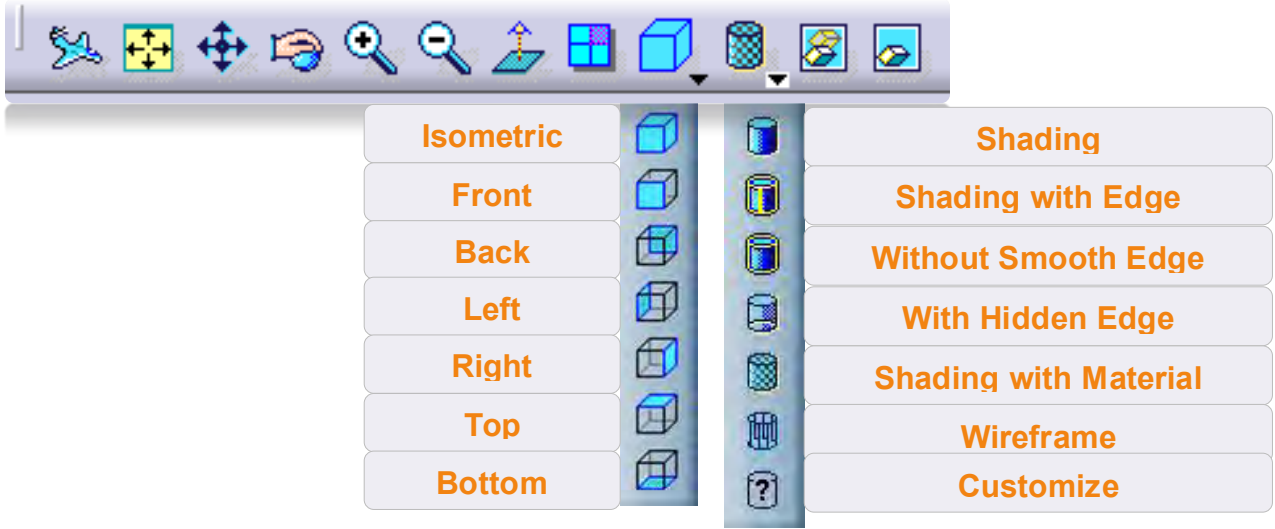 Isometric
Front
Back
Left
Right
Top
Bottom
Shading
Shading with Edge
Without Smooth Edge
With Hidden Edge
Shading with Material
Wireframe
Customize
?